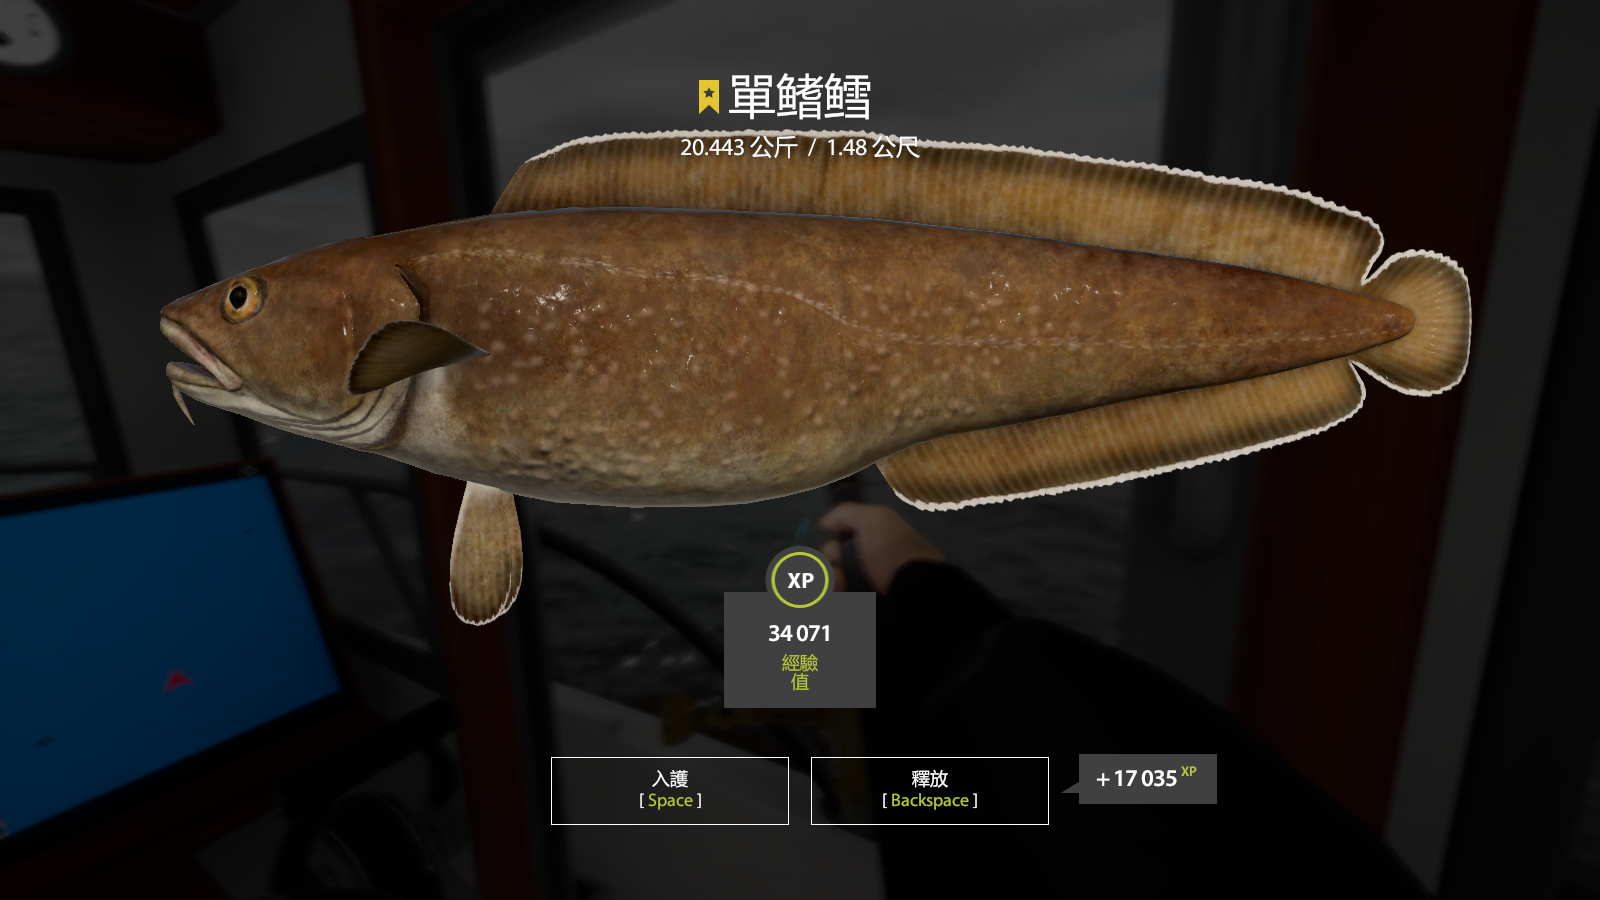 單鰭鱈
20.443 公斤 / 1.48 公尺
XP
34 071
經驗
值
入護
[ Space ]
釋放
[ Backspace ]
+17 035 XP